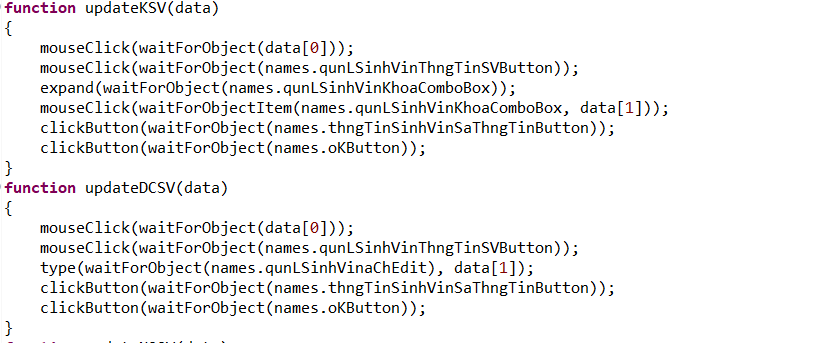 function updateKSV(data)
{
    mouseClick(waitForObject(data[0]));
    mouseClick(waitForObject(names.qunLSinhVinThngTinSVButton));
    expand(waitForObject(names.qunLSinhVinKhoaComboBox));
    mouseClick(waitForObjectItem(names.qunLSinhVinKhoaComboBox, data[1]));
    clickButton(waitForObject(names.thngTinSinhVinSaThngTinButton));
    clickButton(waitForObject(names.oKButton));
}
function updateDCSV(data)
{
    mouseClick(waitForObject(data[0]));
    mouseClick(waitForObject(names.qunLSinhVinThngTinSVButton));
    type(waitForObject(names.qunLSinhVinaChEdit), data[1]);
    clickButton(waitForObject(names.thngTinSinhVinSaThngTinButton));
    clickButton(waitForObject(names.oKButton));
}